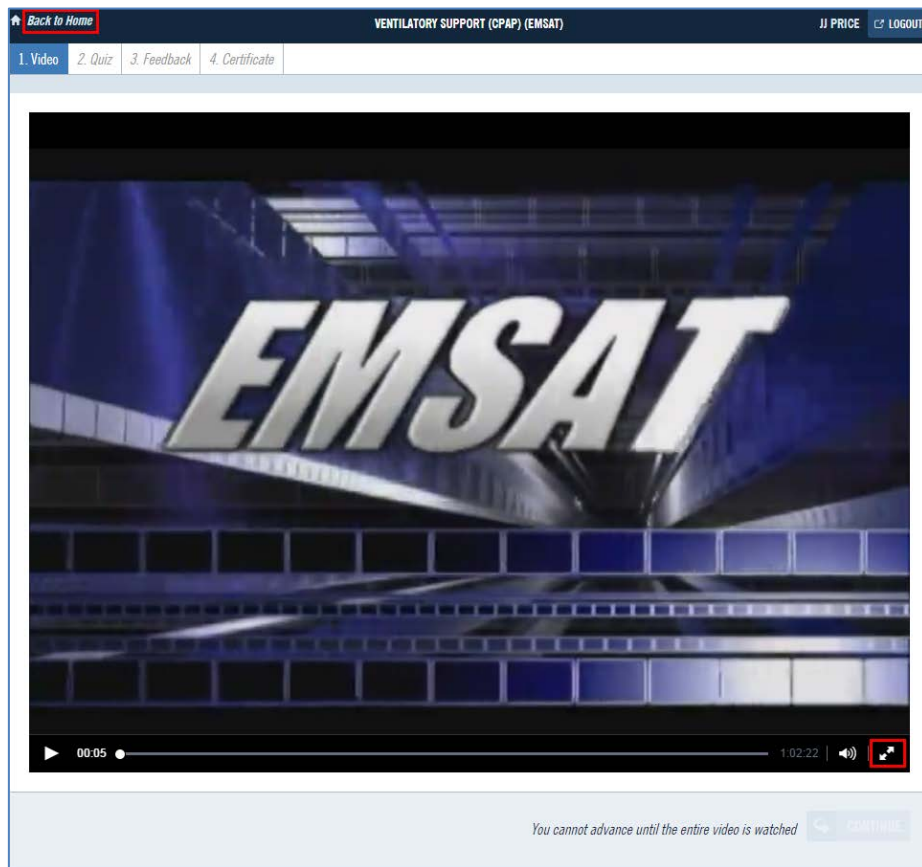 Back to Home VENTILATORY SUPPORT (CPAP) (EMSAT) JJ PRICE LOGOUT
1. Video 2. Quiz 3. Feedback 4. Certificate
EMSAT
00:05 1:02:22
You cannot advance until the entire video is watched CONTINUE